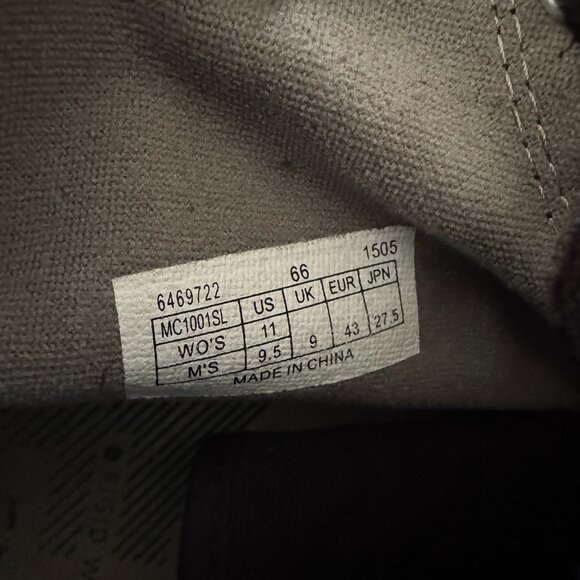 6469722 66 1505
MC1001SL US UK EUR JPN
WO'S 11
M'S 9.5 9 43 27.5
MADE IN CHINA